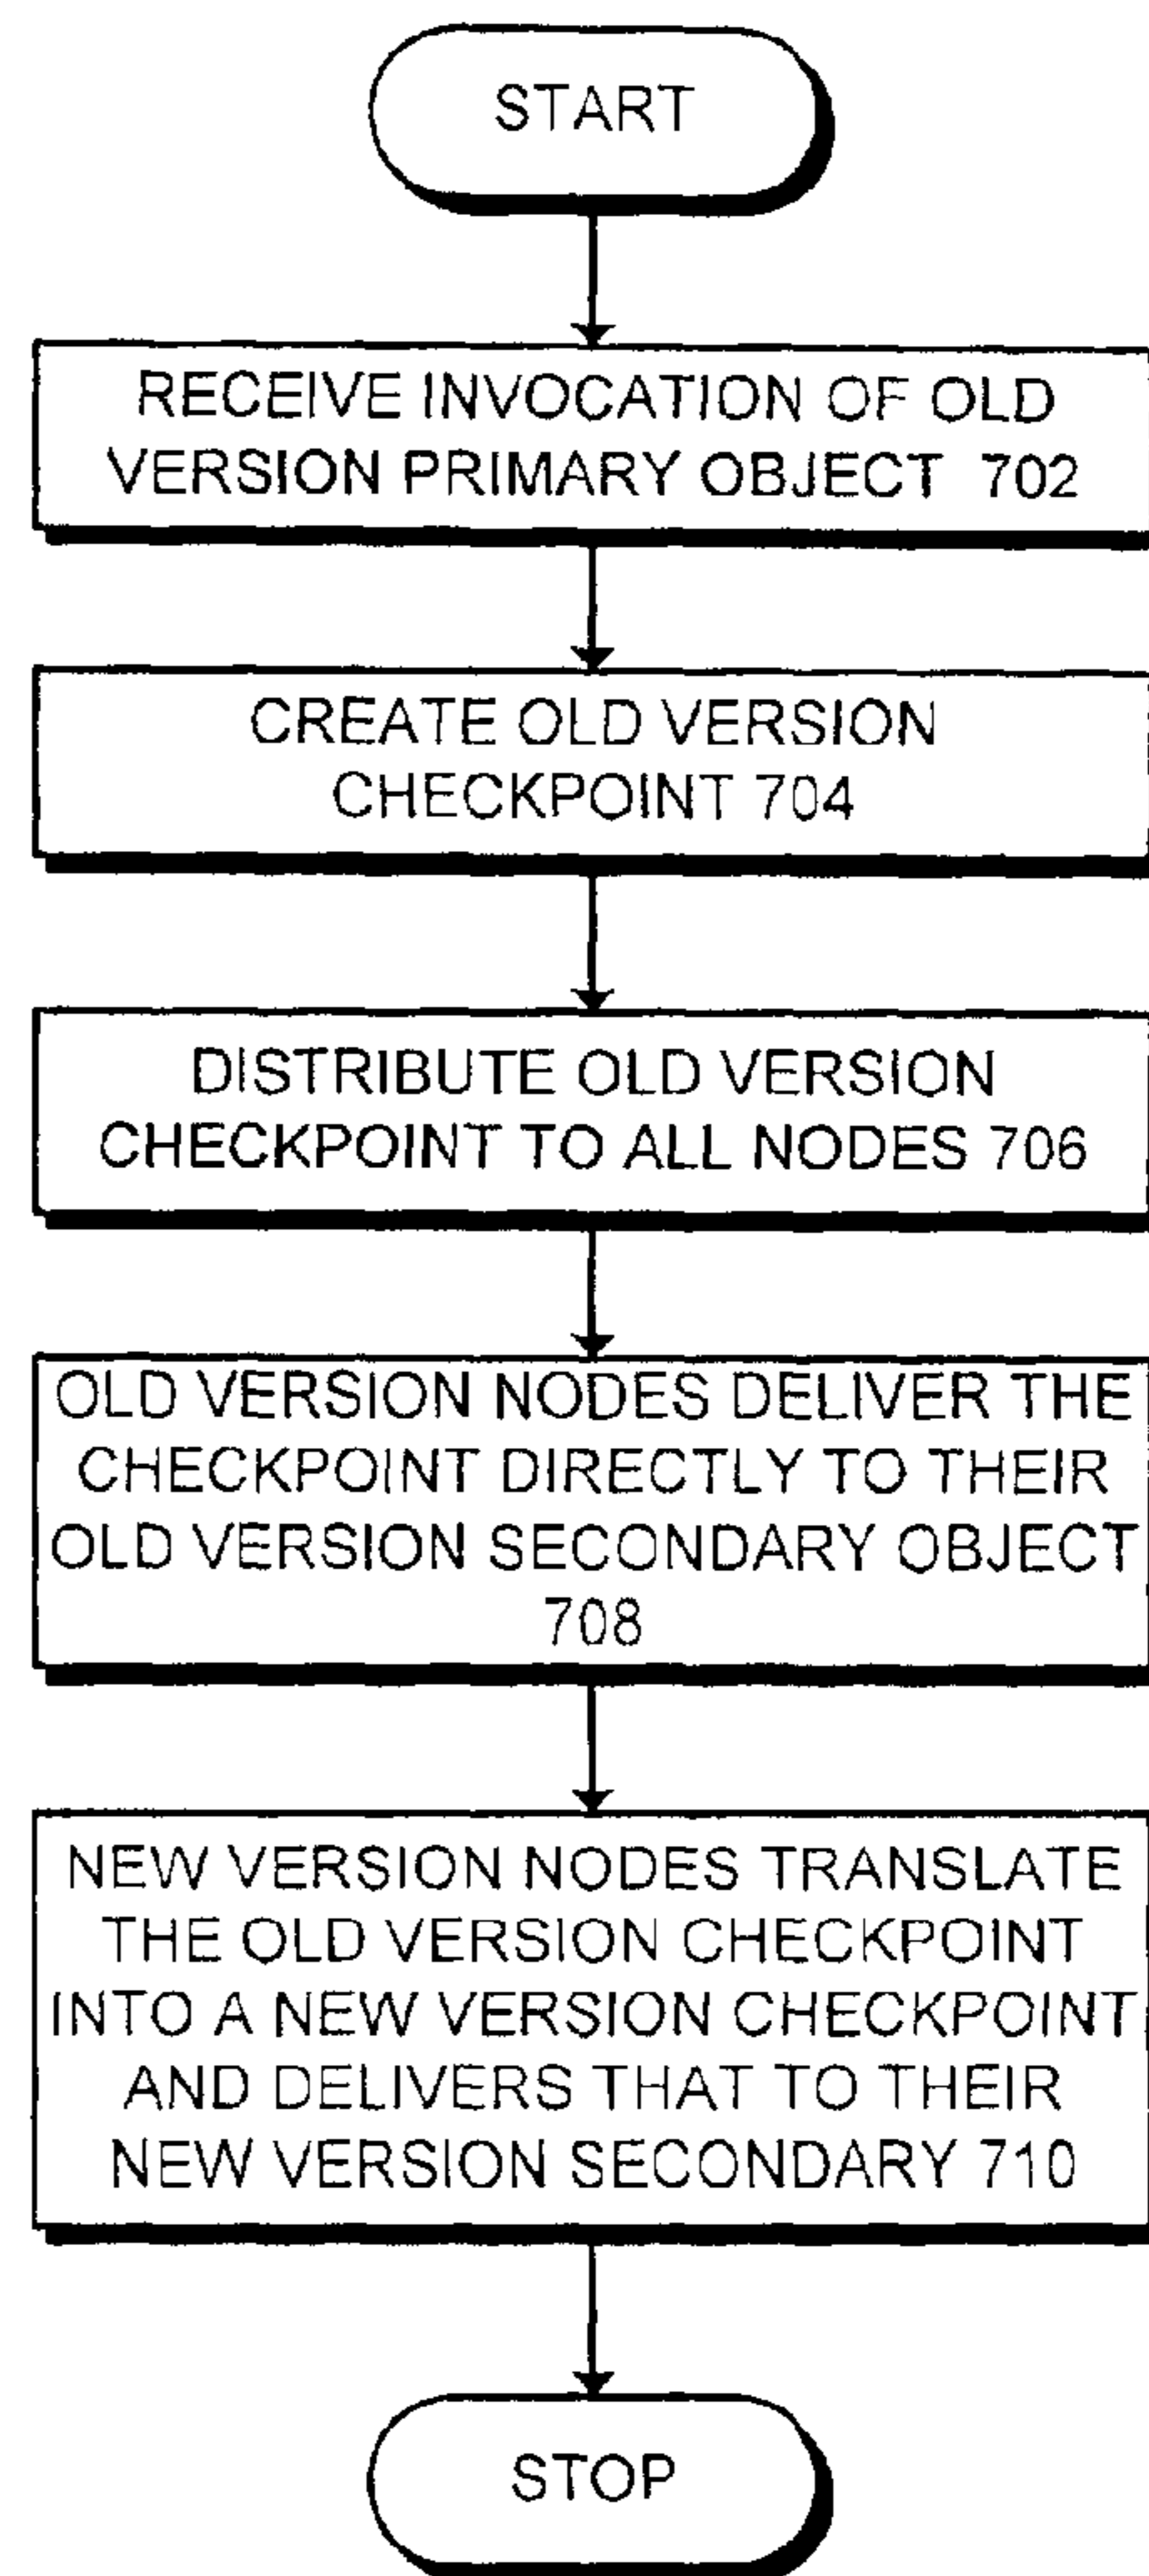 START
RECEIVE INVOCATION OF OLD
VERSION PRIMARY OBJECT 702
CREATE OLD VERSION
CHECKPOINT 704
DISTRIBUTE OLD VERSION
CHECKPOINT TO ALL NODES 706
OLD VERSION NODES DELIVER THE
CHECKPOINT DIRECTLY TO THEIR
OLD VERSION SECONDARY OBJECT
708
NEW VERSION NODES TRANSLATE
THE OLD VERSION CHECKPOINT
INTO A NEW VERSION CHECKPOINT
AND DELIVERS THAT TO THEIR
NEW VERSION SECONDARY 710
STOP